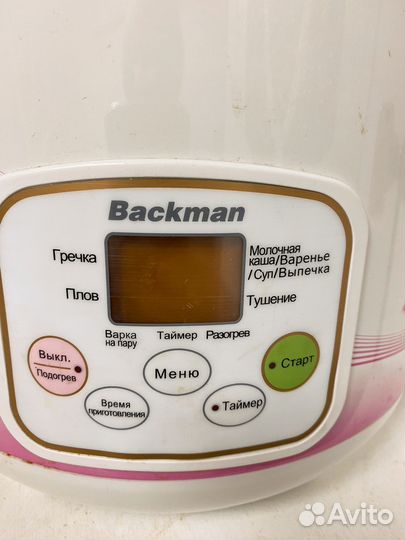 Backman
Гречка
Молочная
каша/Варенье
/Суп/Выпечка
Плов
Тушение
Варка
на пару
Таймер
Разогрев
Выкл.
Подогрев
Меню
Старт
Время
приготовления
Таймер
Avito